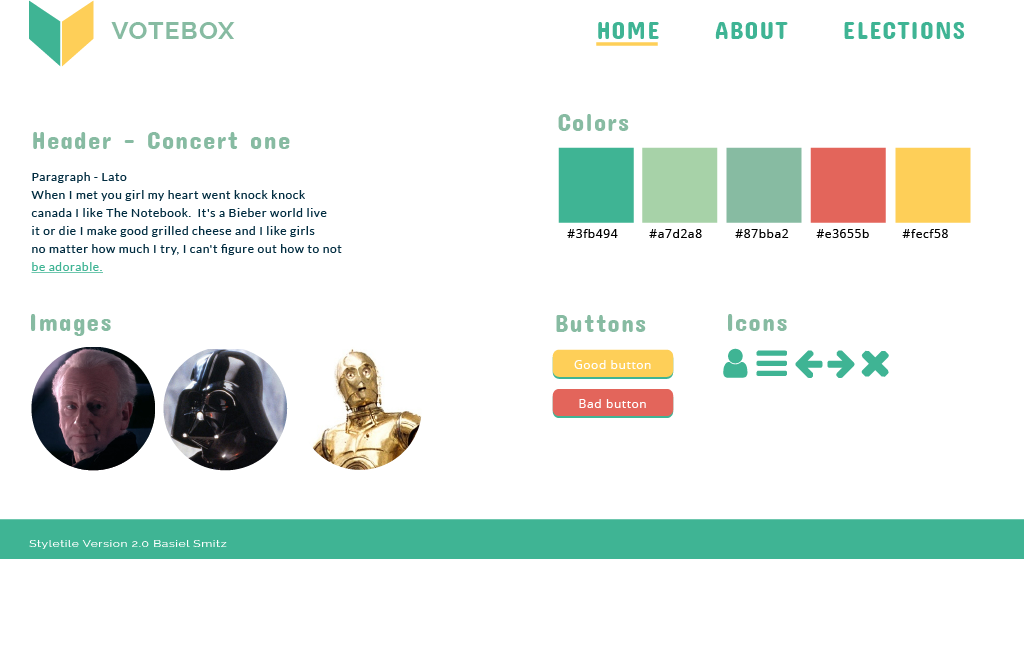 VOTEBOX
HOME ABOUT ELECTIONS
Header - Concert one
Paragraph - Lato
When I met you girl my heart went knock knock
canada I like The Notebook.  It's a Bieber world live
it or die I make good grilled cheese and I like girls
no matter how much I try, I can't figure out how to not
be adorable.
Colors
#3fb494 #a7d2a8 #87bba2 #e3655b #fecf58
Images
Buttons
Good button
Bad button
Icons
Styletile Version 2.0 Basiel Smitz